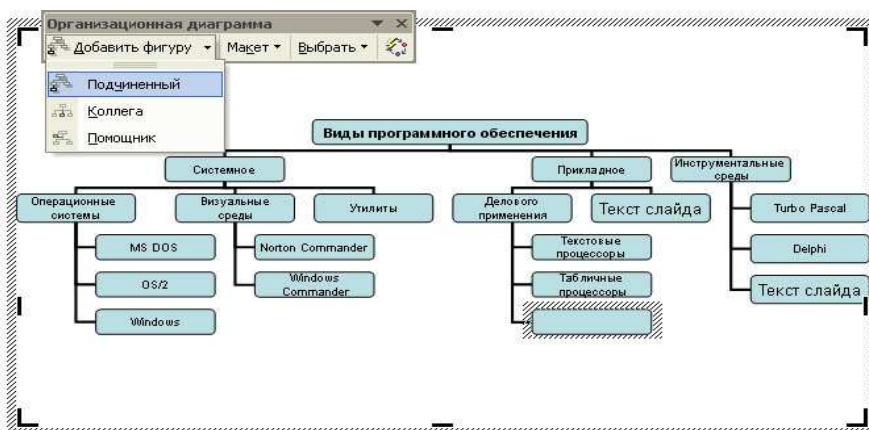 Организационная диаграмма
Добавить фигуру Макет Выбрать
Подчиненный
Коллега
Помощник
Виды программного обеспечения
Системное
Прикладное
Инструментальные
среды
Операционные
системы
Визуальные
среды
Утилиты
Делового
применения
Текст слайда
Turbo Pascal
MS DOS
Norton Commander
Текстовые
процессоры
Delphi
OS/2
Windows
Commander
Табличные
процессоры
Текст слайда
Windows